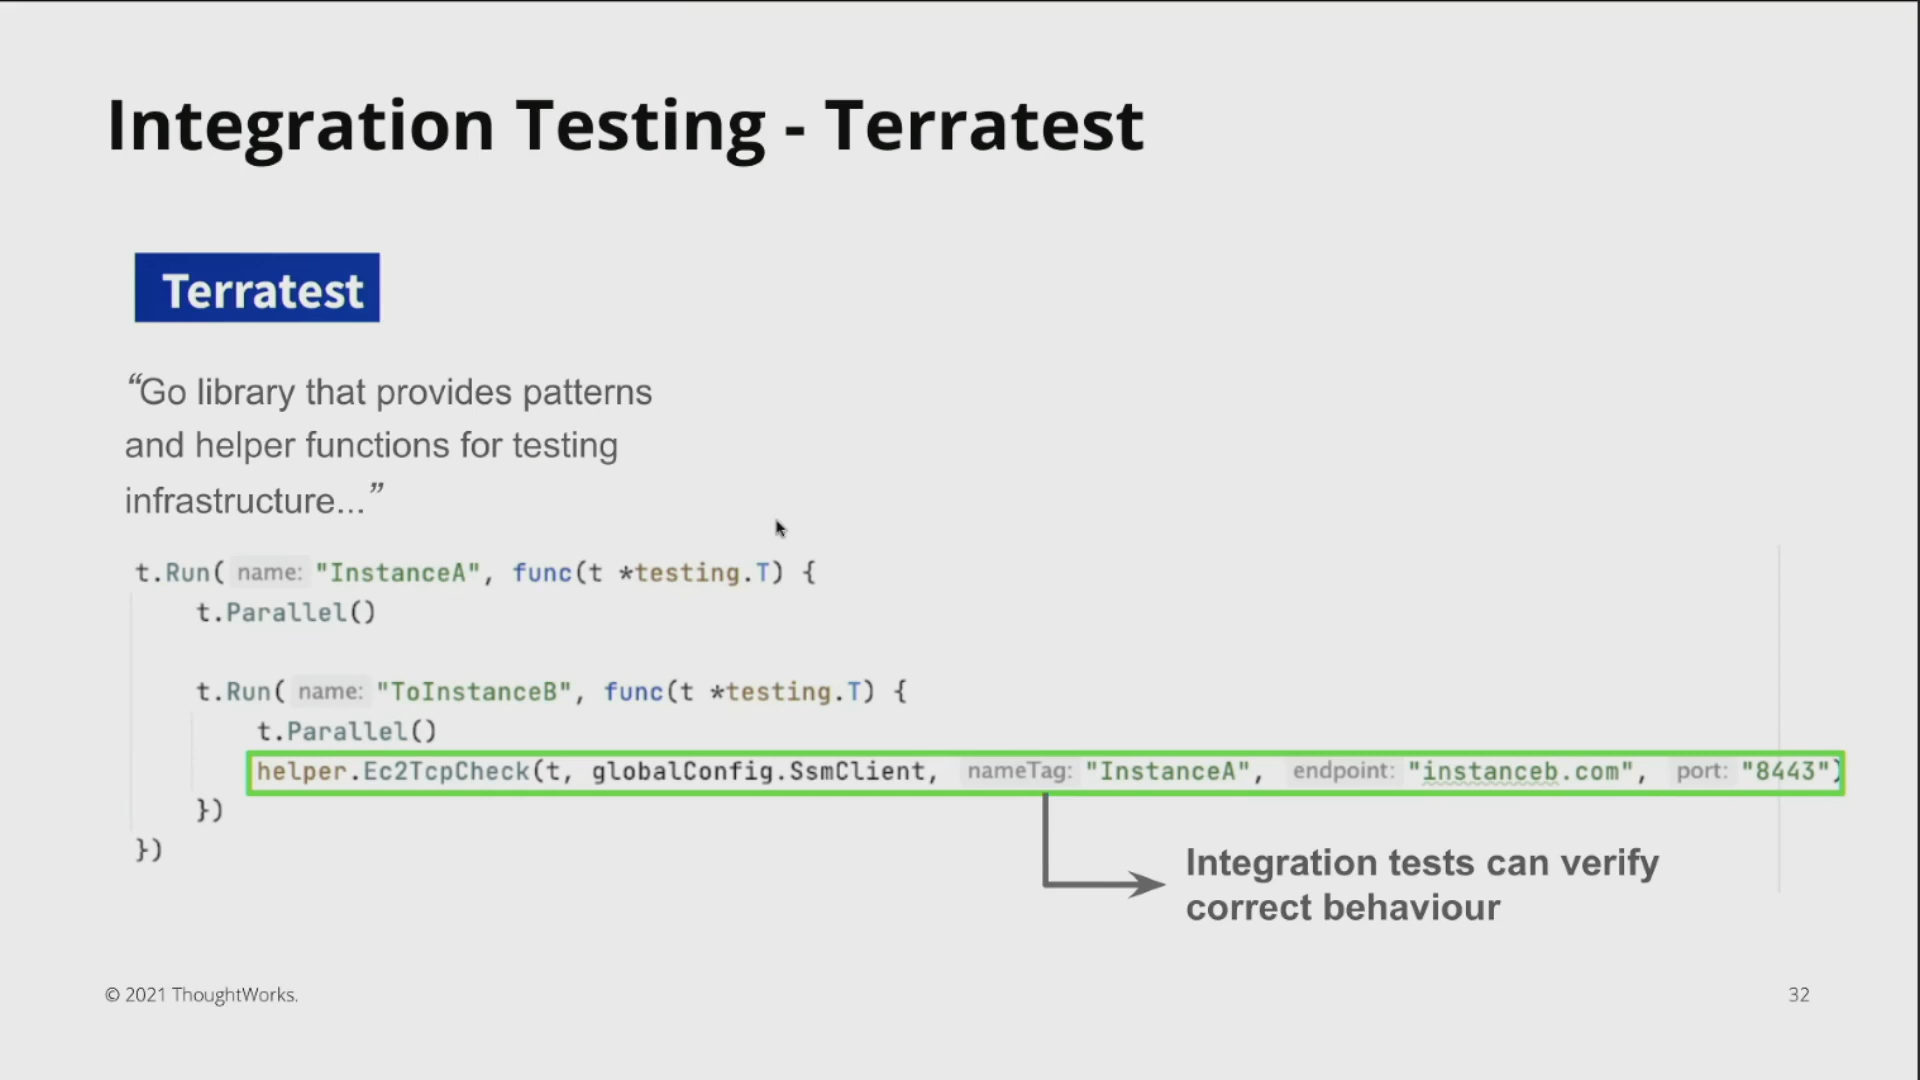 Integration Testing - Terratest
Terratest
“Go library that provides patterns
and helper functions for testing
infrastructure...”
t.Run( name: "InstanceA", func(t *testing.T) {
t.Parallel()
t.Run( name: "ToInstanceB", func(t *testing.T) {
t.Parallel()
helper.Ec2TcpCheck(t, globalConfig.SsmClient, nameTag: "InstanceA", endpoint: "instanceb.com", port: "8443")
})
})
Integration tests can verify
correct behaviour
© 2021 ThoughtWorks.
32